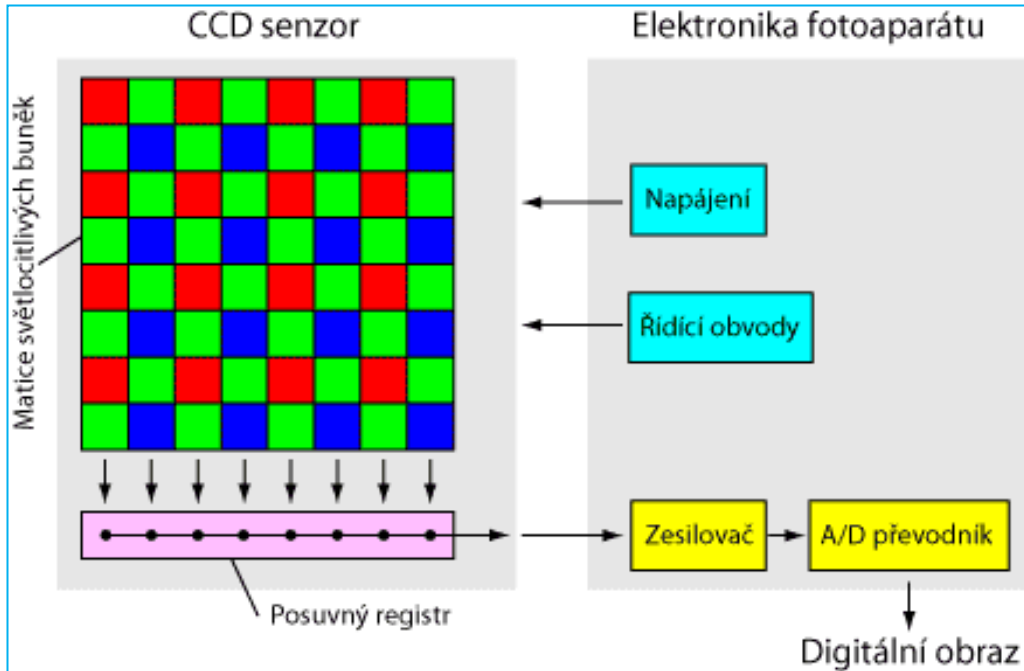 CCD senzor
Elektronika fotoaparátu
Matice světlocitlivých buněk
Napájení
Řídící obvody
Zesilovač
A/D převodník
Posuvný registr
Digitální obraz